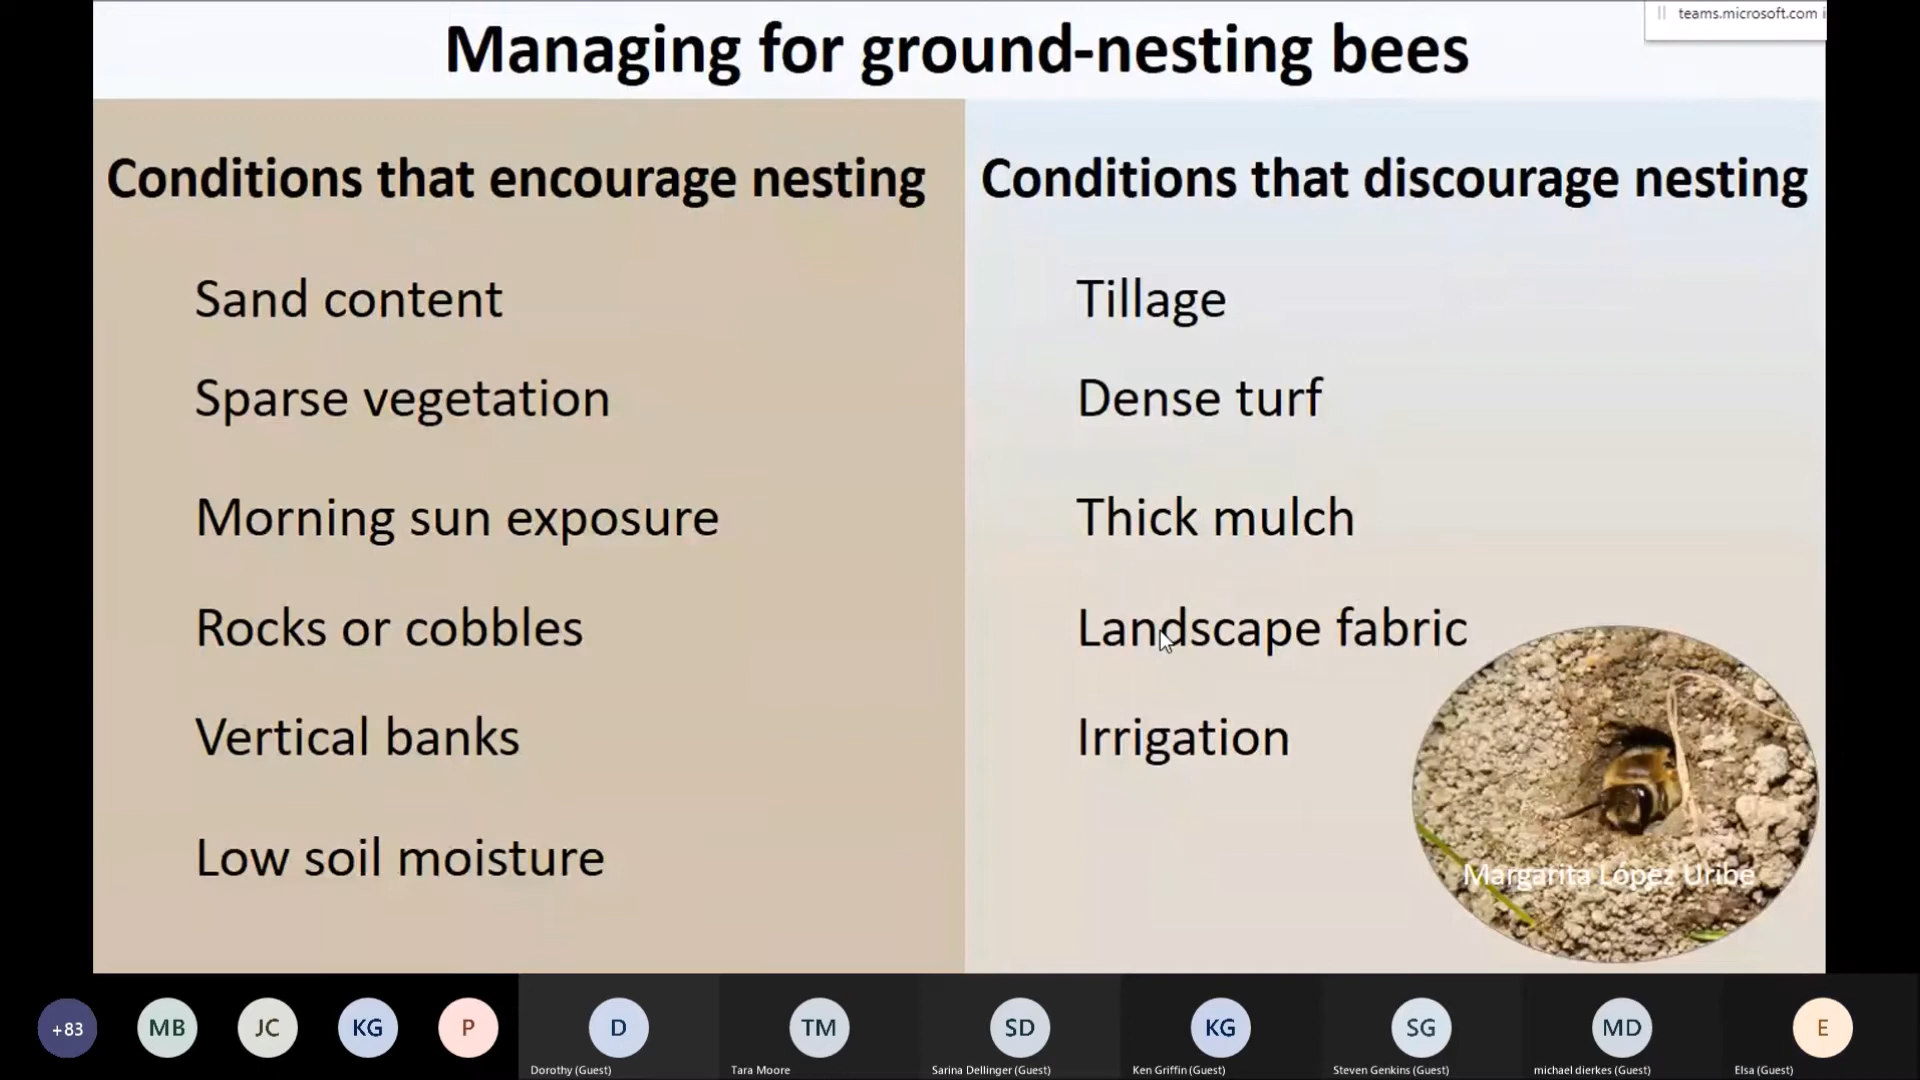 teams.microsoft.com i
Managing for ground-nesting bees
Conditions that encourage nesting
Sand content
Sparse vegetation
Morning sun exposure
Rocks or cobbles
Vertical banks
Low soil moisture
Conditions that discourage nesting
Tillage
Dense turf
Thick mulch
Landscape fabric
Irrigation
Margarita López Uribe
+83
MB
JC
KG
P
D
Dorothy (Guest)
TM
Tara Moore
SD
Sarina Dellinger (Guest)
KG
Ken Griffin (Guest)
SG
Steven Genkins (Guest)
MD
michael dierkes (Guest)
E
Elsa (Guest)